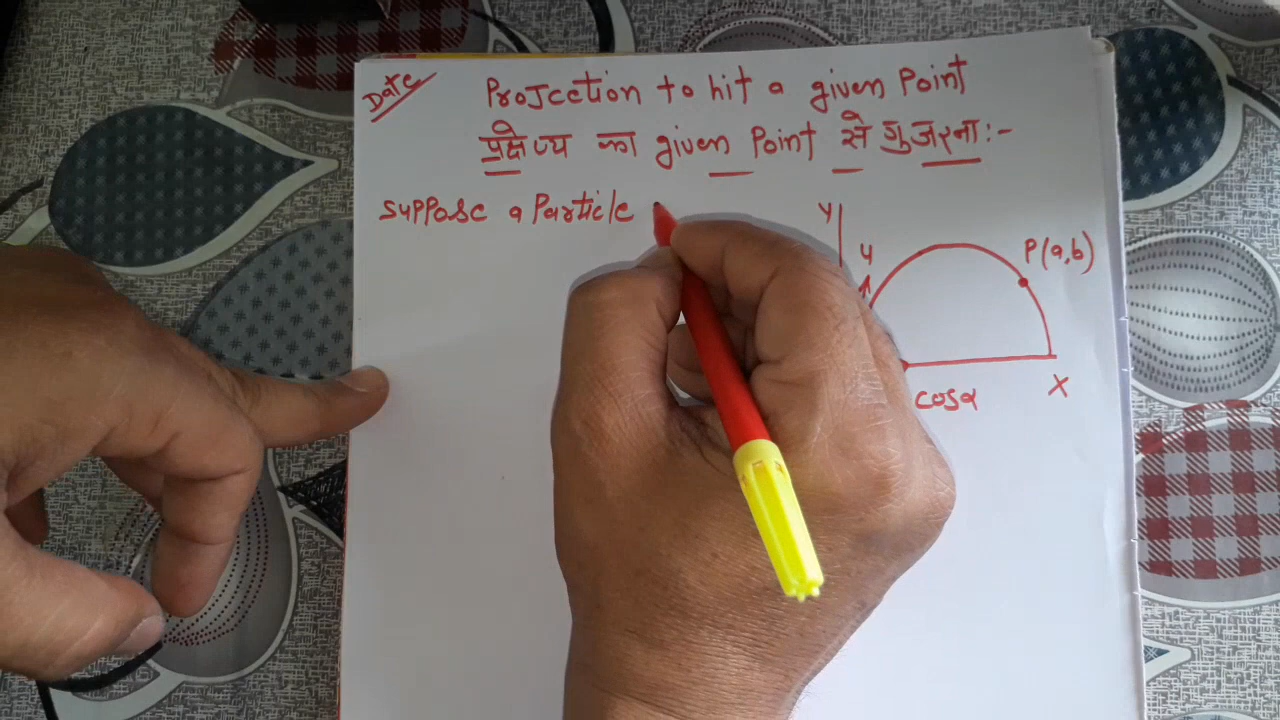 Date
Projection to hit a given Point
प्रक्षेप्य का given Point से गुजरना:-
suppose a Particle
y
u
P(a,b)
cosα
X